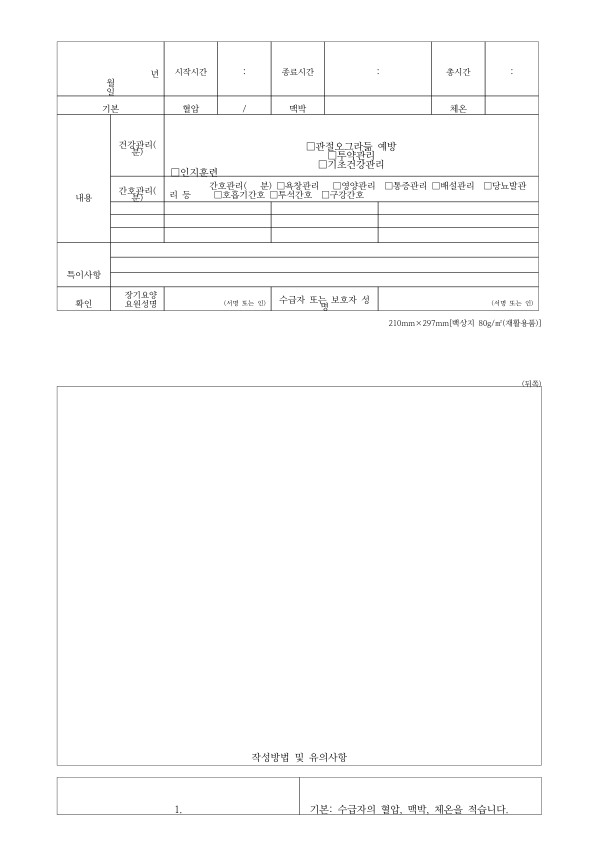 년
월
일
시작시간 : 종료시간 : 총시간 :
기본 혈압 / 맥박 체온
내용
건강관리(
분)
□관절오그라듦 예방
□투약관리
□기초건강관리
□인지훈련
간호관리(
분)
간호관리( 분) □욕창관리 □영양관리 □통증관리 □배설관리 □당뇨발관
리 등 □호흡기간호 □투석간호 □구강간호
특이사항
확인
장기요양
요원성명
(서명 또는 인)
수급자 또는 보호자 성
명
(서명 또는 인)
210mm×297mm[백상지 80g/㎡(재활용품)]
(뒤쪽)
작성방법 및 유의사항
1. 기본: 수급자의 혈압, 맥박, 체온을 적습니다.